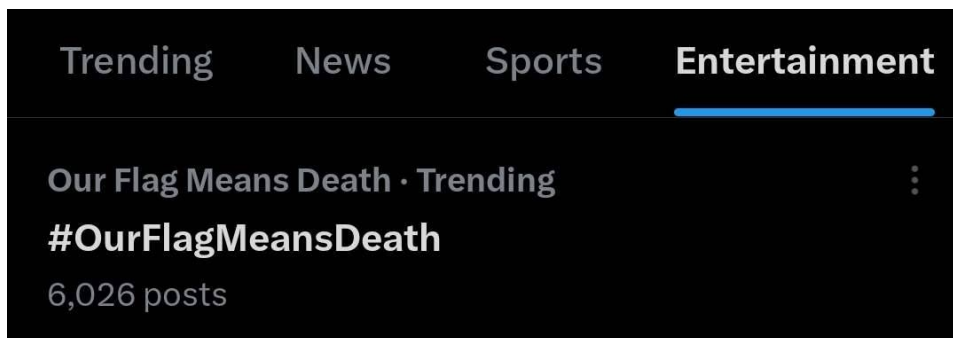 Trending News Sports Entertainment
Our Flag Means Death · Trending
#OurFlagMeansDeath
6,026 posts